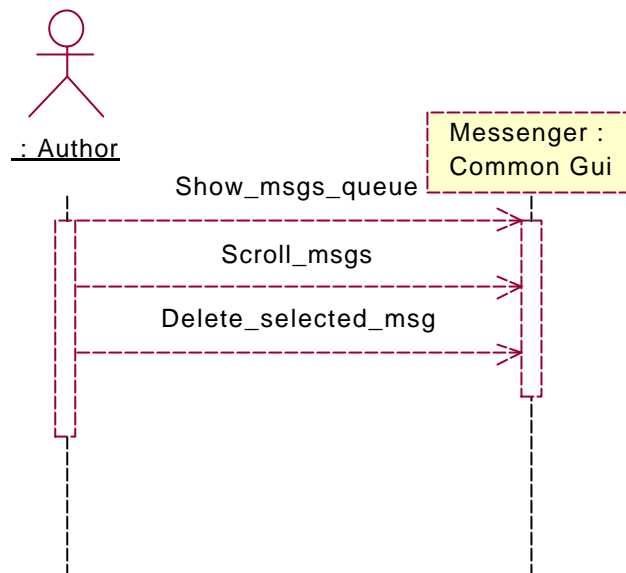 : Author
Messenger :
Common Gui
Show_msgs_queue
Scroll_msgs
Delete_selected_msg